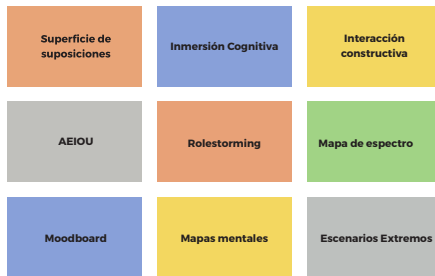 Superficie de
suposiciones
Inmersión Cognitiva
Interacción
constructiva
AEIOU
Rolestorming
Mapa de espectro
Moodboard
Mapas mentales
Escenarios Extremos